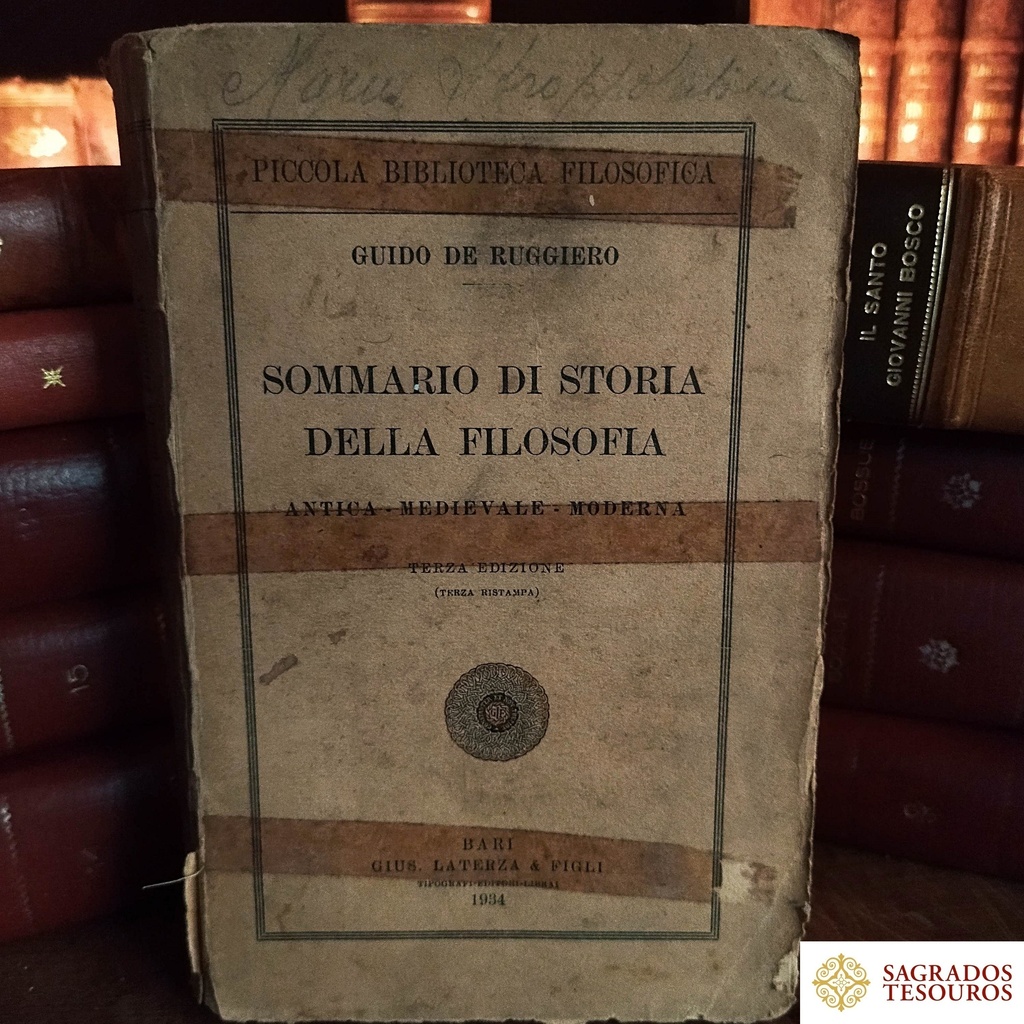 PICCOLA BIBLIOTECA FILOSOFICA
GUIDO DE RUGGIERO
SOMMARIO DI STORIA
DELLA FILOSOFIA
ANTICA - MEDIEVALE - MODERNA
TERZA EDIZIONE
(TERZA RISTAMPA)
BARI
GIUS. LATERZA & FIGLI
TIPOGRAFI-EDITORI-LIBRAI
1934
IL SANTO
GIOVANNI BOSCO
15
SAGRADOS
TESOUROS